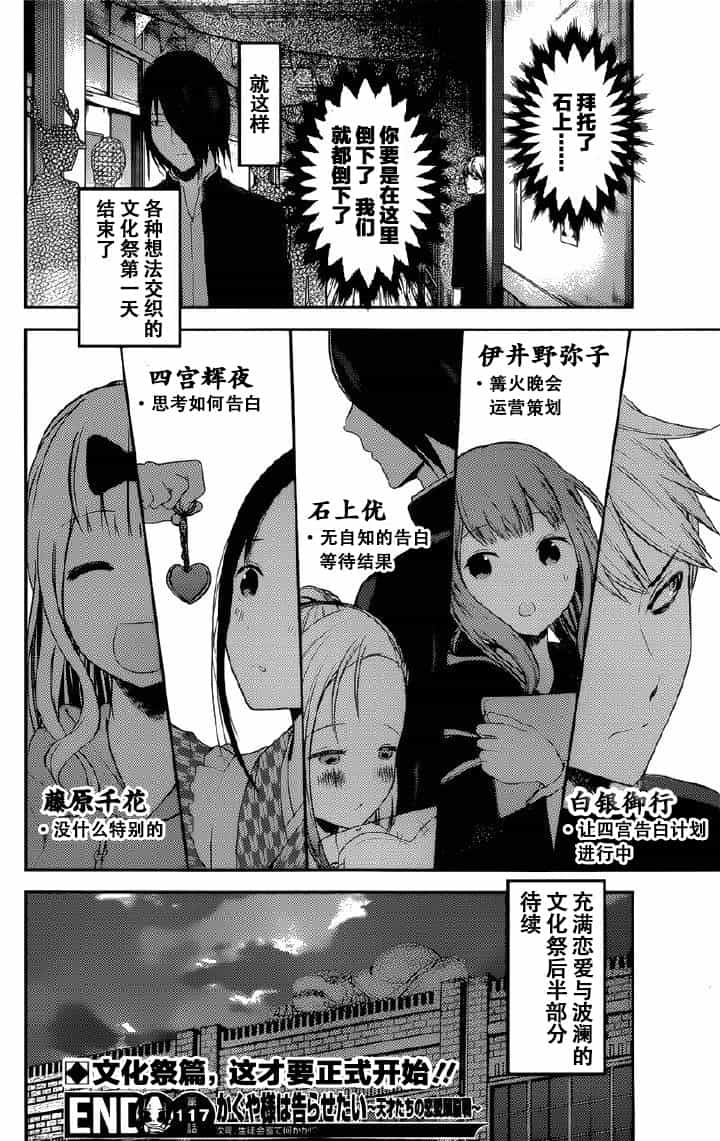 拜托了
石上……
你要是在这里
倒下了 我们
就都倒下了
就这样
各种想法交织的
文化祭第一天
结束了
伊井野弥子
・篝火晚会
运营策划
四宫辉夜
・思考如何告白
石上优
・无自知的告白
等待结果
白银御行
・让四宫告白计划
进行中
藤原千花
・没什么特别的
充满恋爱与波澜的
文化祭后半部分
待续
◆文化祭篇，这才要正式开始!!
END
第117話
かぐや様は告らせたい～天才たちの恋愛頭脳戦～